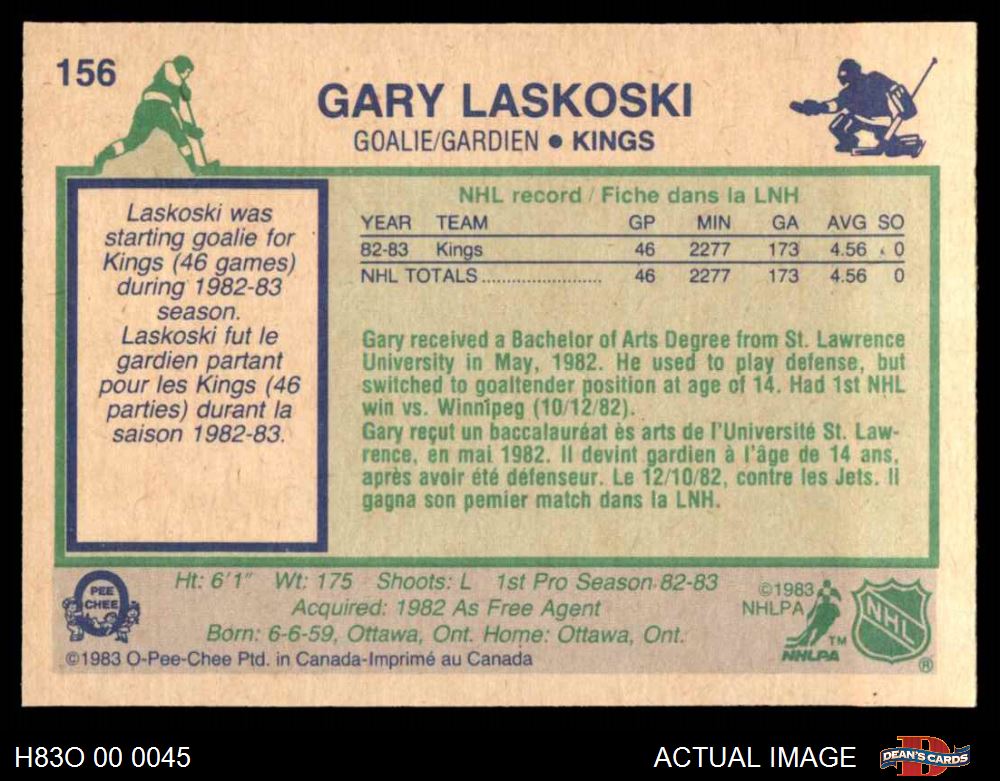 156
GARY LASKOSKI
GOALIE/GARDIEN ● KINGS
Laskoski was
starting goalie for
Kings (46 games)
during 1982-83
season.
Laskoski fut le
gardien partant
pour les Kings (46
parties) durant la
saison 1982-83.
NHL record / Fiche dans la LNH
YEAR TEAM GP MIN GA AVG SO
82-83 Kings 46 2277 173 4.56 0
NHL TOTALS........................ 46 2277 173 4.56 0
Gary received a Bachelor of Arts Degree from St. Lawrence
University in May, 1982. He used to play defense, but
switched to goaltender position at age of 14. Had 1st NHL
win vs. Winnipeg (10/12/82).
Gary reçut un baccalauréat ès arts de l'Université St. Law-
rence, en mai 1982. Il devint gardien à l'âge de 14 ans,
après avoir été défenseur. Le 12/10/82, contre les Jets. Il
gagna son pemier match dans la LNH.
PEE
CHEE
Ht: 6'1" Wt: 175 Shoots: L 1st Pro Season 82-83
Acquired: 1982 As Free Agent
Born: 6-6-59, Ottawa, Ont. Home: Ottawa, Ont.
©1983 O-Pee-Chee Ptd. in Canada-Imprimé au Canada
©1983
NHLPA
TM
NHLPA
NHL
®
H83O 00 0045
ACTUAL IMAGE
DEAN'S CARDS